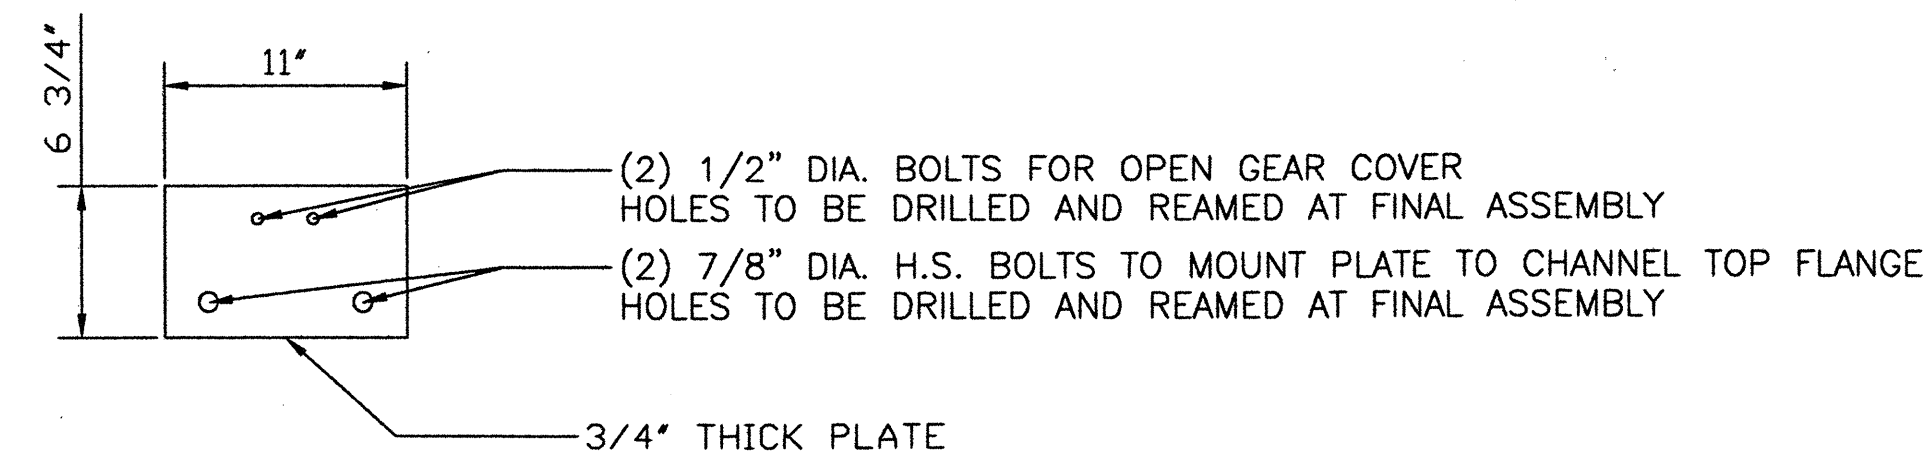 6 3/4"
11"
(2) 1/2" DIA. BOLTS FOR OPEN GEAR COVER
HOLES TO BE DRILLED AND REAMED AT FINAL ASSEMBLY
(2) 7/8" DIA. H.S. BOLTS TO MOUNT PLATE TO CHANNEL TOP FLANGE
HOLES TO BE DRILLED AND REAMED AT FINAL ASSEMBLY
3/4" THICK PLATE